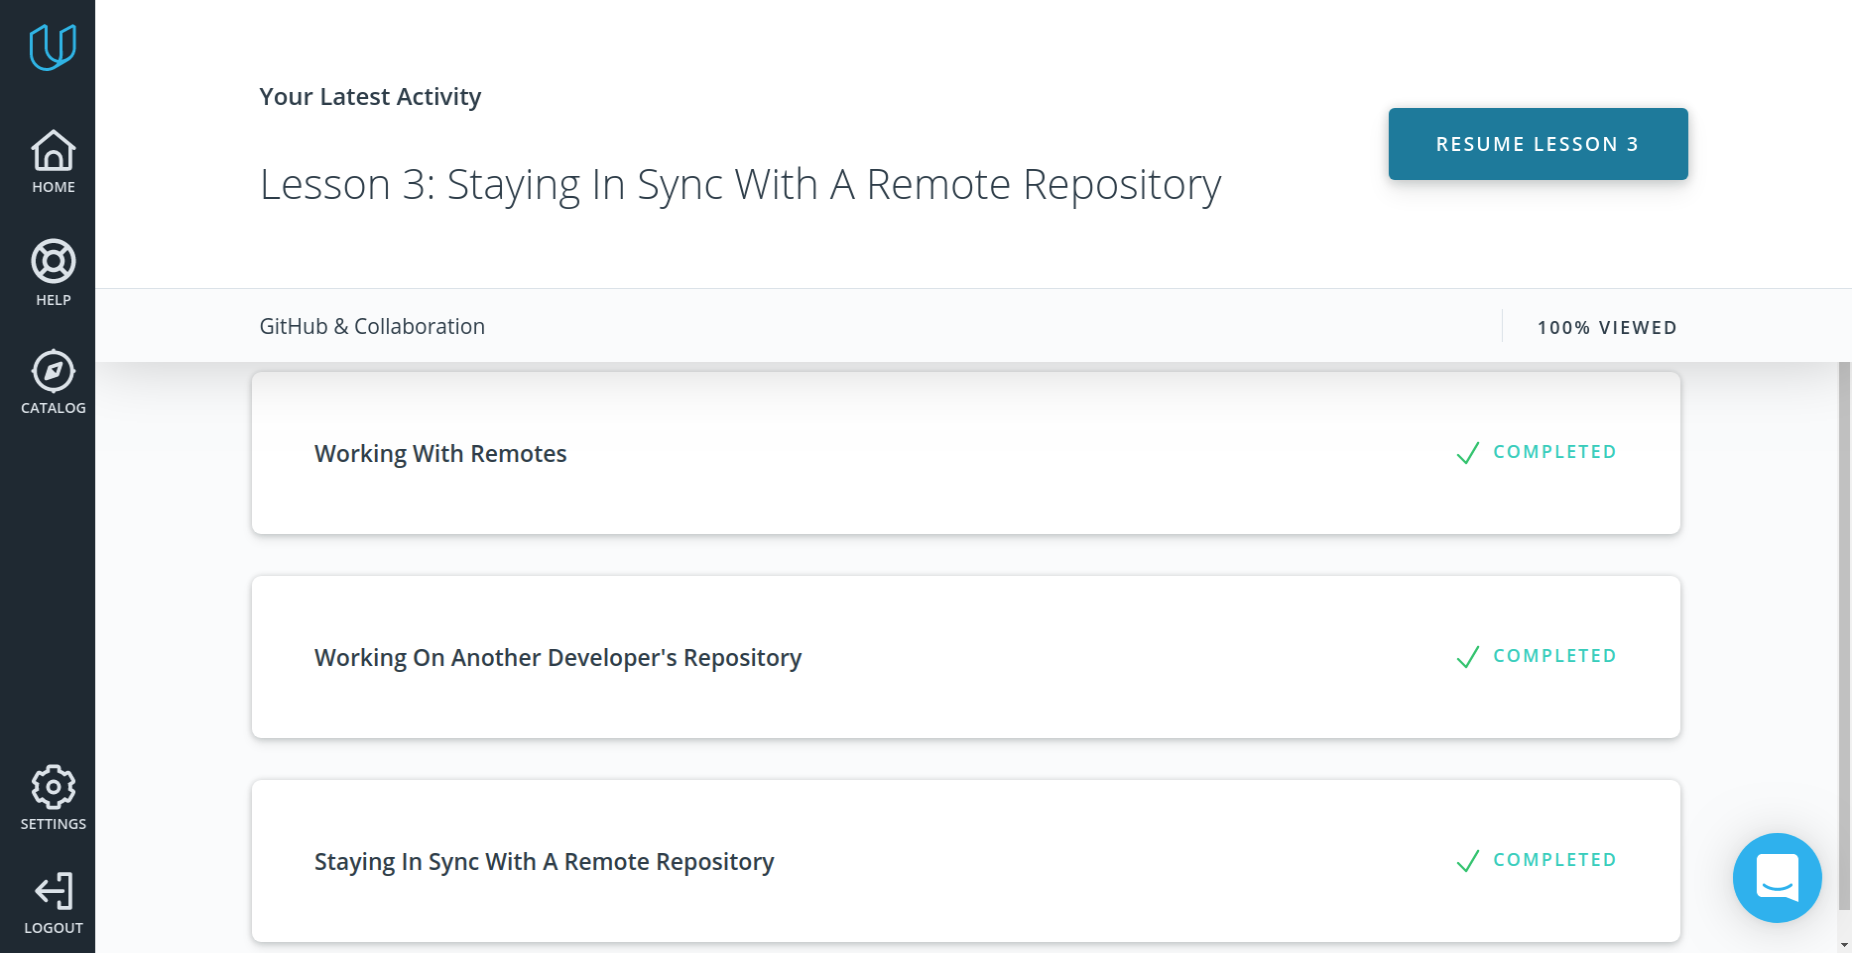 HOME
HELP
CATALOG
SETTINGS
LOGOUT
Your Latest Activity
Lesson 3: Staying In Sync With A Remote Repository
RESUME LESSON 3
GitHub & Collaboration
100% VIEWED
Working With Remotes
COMPLETED
Working On Another Developer's Repository
COMPLETED
Staying In Sync With A Remote Repository
COMPLETED